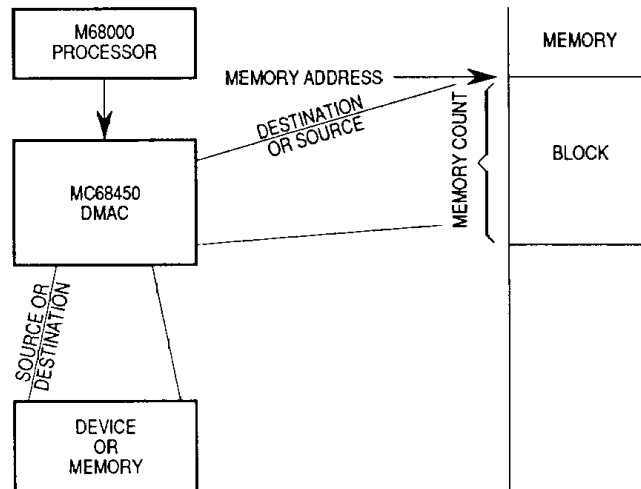 M68000
PROCESSOR
MEMORY
MEMORY ADDRESS
DESTINATION
OR SOURCE
MEMORY COUNT
BLOCK
MC68450
DMAC
SOURCE OR
DESTINATION
DEVICE
OR
MEMORY